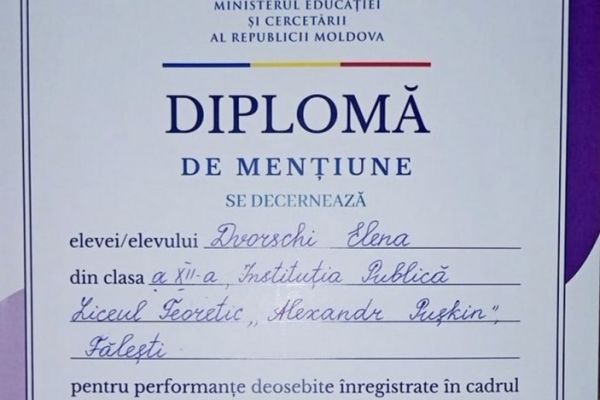 MINISTERUL EDUCAȚIEI
ȘI CERCETĂRII
AL REPUBLICII MOLDOVA
DIPLOMĂ
DE MENȚIUNE
SE DECERNEAZĂ
elevei/elevului Dvorschi Elena
din clasa a XII-a, Instituția Publică
Liceul Teoretic „Alexandr Pușkin",
Fălești
pentru performanțe deosebite înregistrate în cadrul